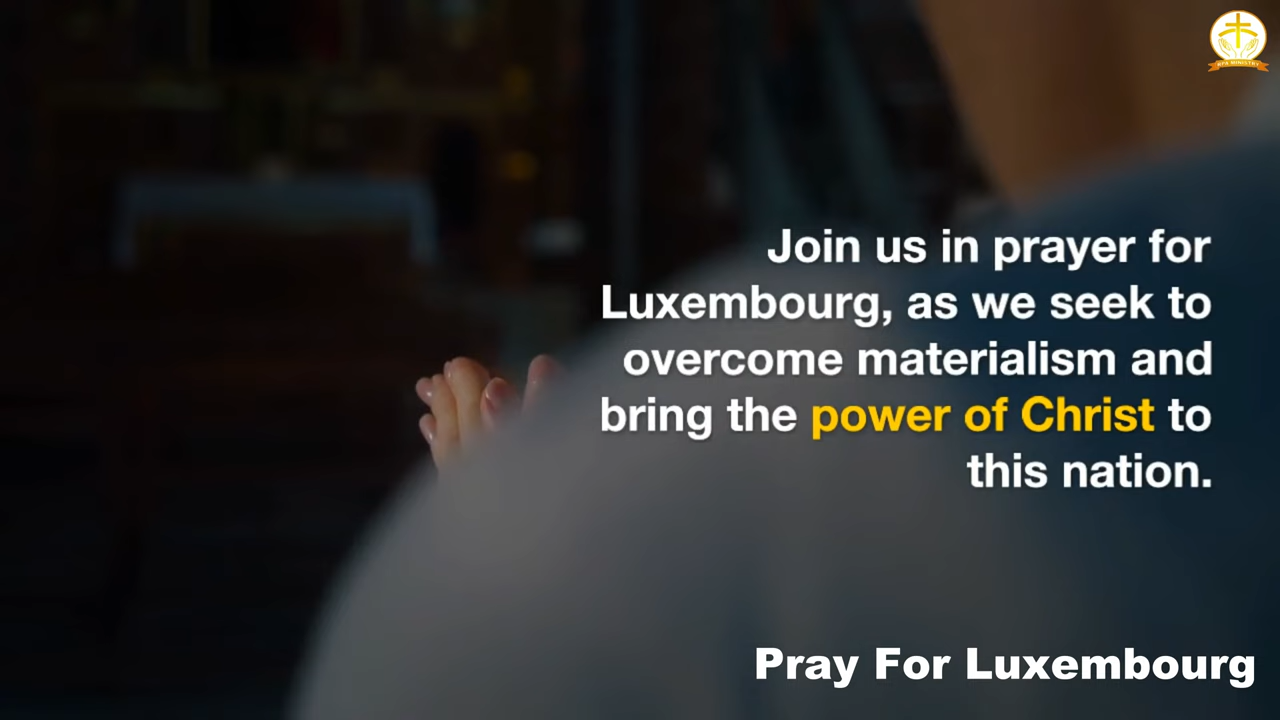 Join us in prayer for
Luxembourg, as we seek to
overcome materialism and
bring the power of Christ to
this nation.
Pray For Luxembourg